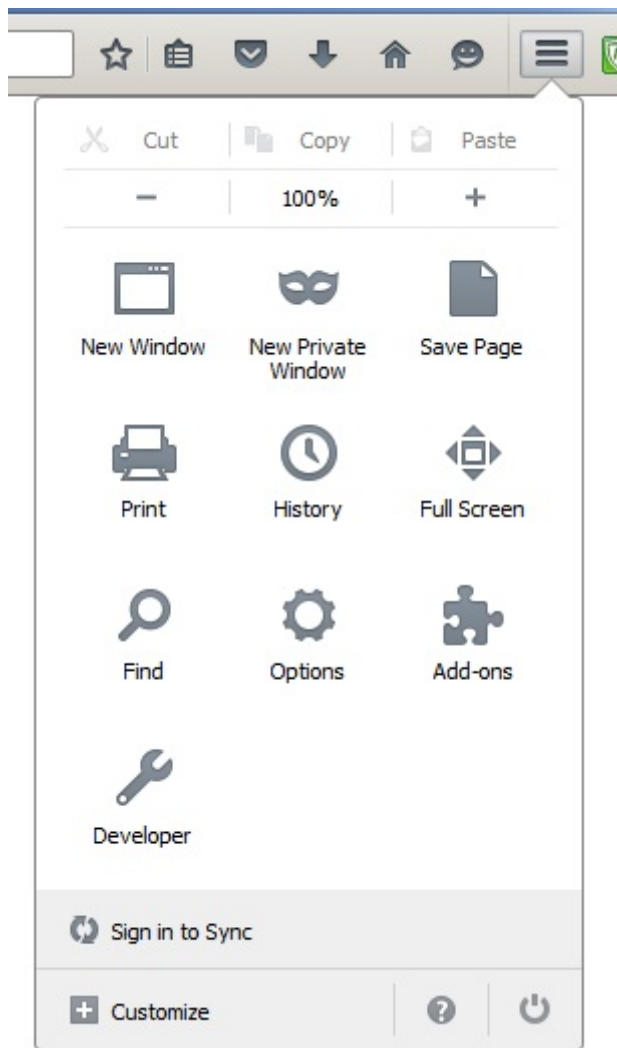 Cut Copy Paste
100%
New Window New Private Window Save Page
Print History Full Screen
Find Options Add-ons
Developer
Sign in to Sync
Customize